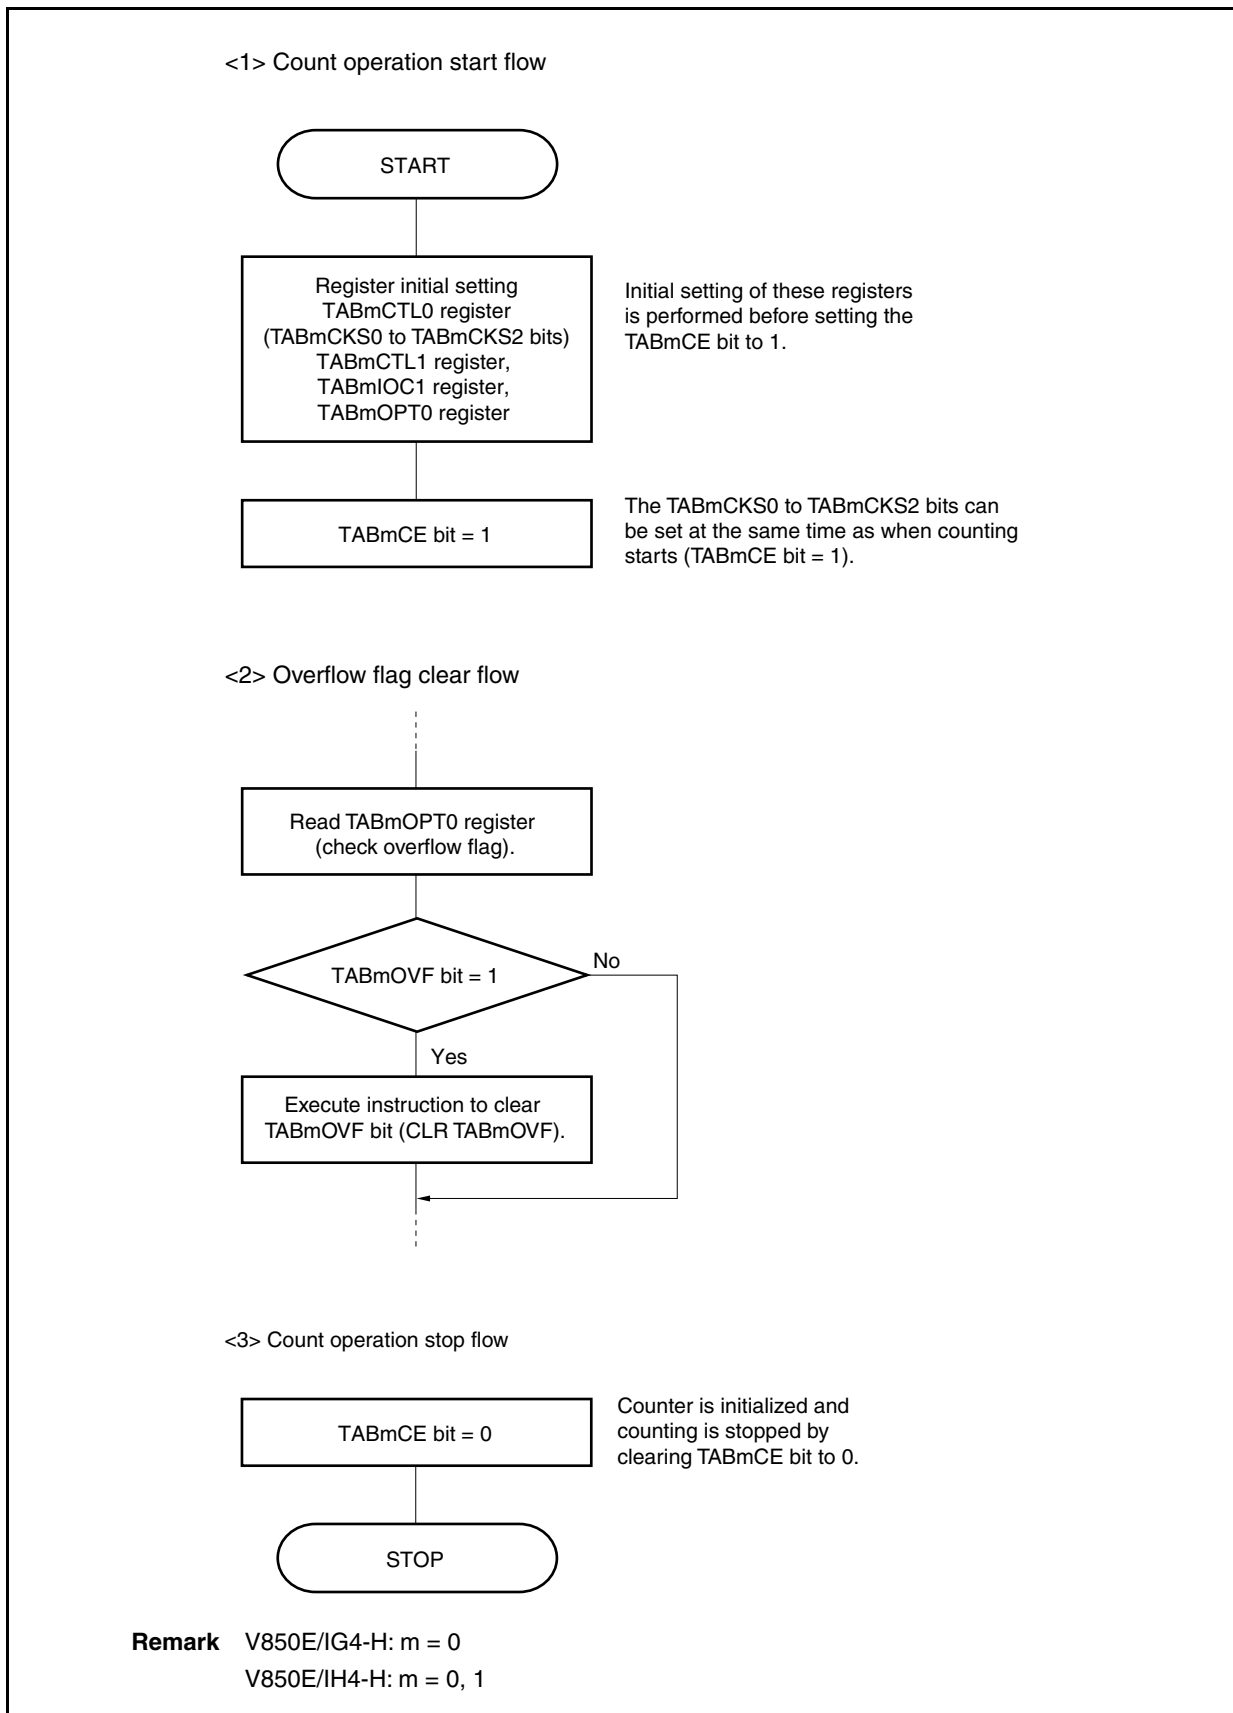 <1> Count operation start flow
START
Register initial setting
TABmCTL0 register
(TABmCKS0 to TABmCKS2 bits)
TABmCTL1 register,
TABmIOC1 register,
TABmOPT0 register
Initial setting of these registers
is performed before setting the
TABmCE bit to 1.
TABmCE bit = 1
The TABmCKS0 to TABmCKS2 bits can
be set at the same time as when counting
starts (TABmCE bit = 1).
<2> Overflow flag clear flow
Read TABmOPT0 register
(check overflow flag).
TABmOVF bit = 1
No
Yes
Execute instruction to clear
TABmOVF bit (CLR TABmOVF).
<3> Count operation stop flow
TABmCE bit = 0
Counter is initialized and
counting is stopped by
clearing TABmCE bit to 0.
STOP
Remark V850E/IG4-H: m = 0
V850E/IH4-H: m = 0, 1